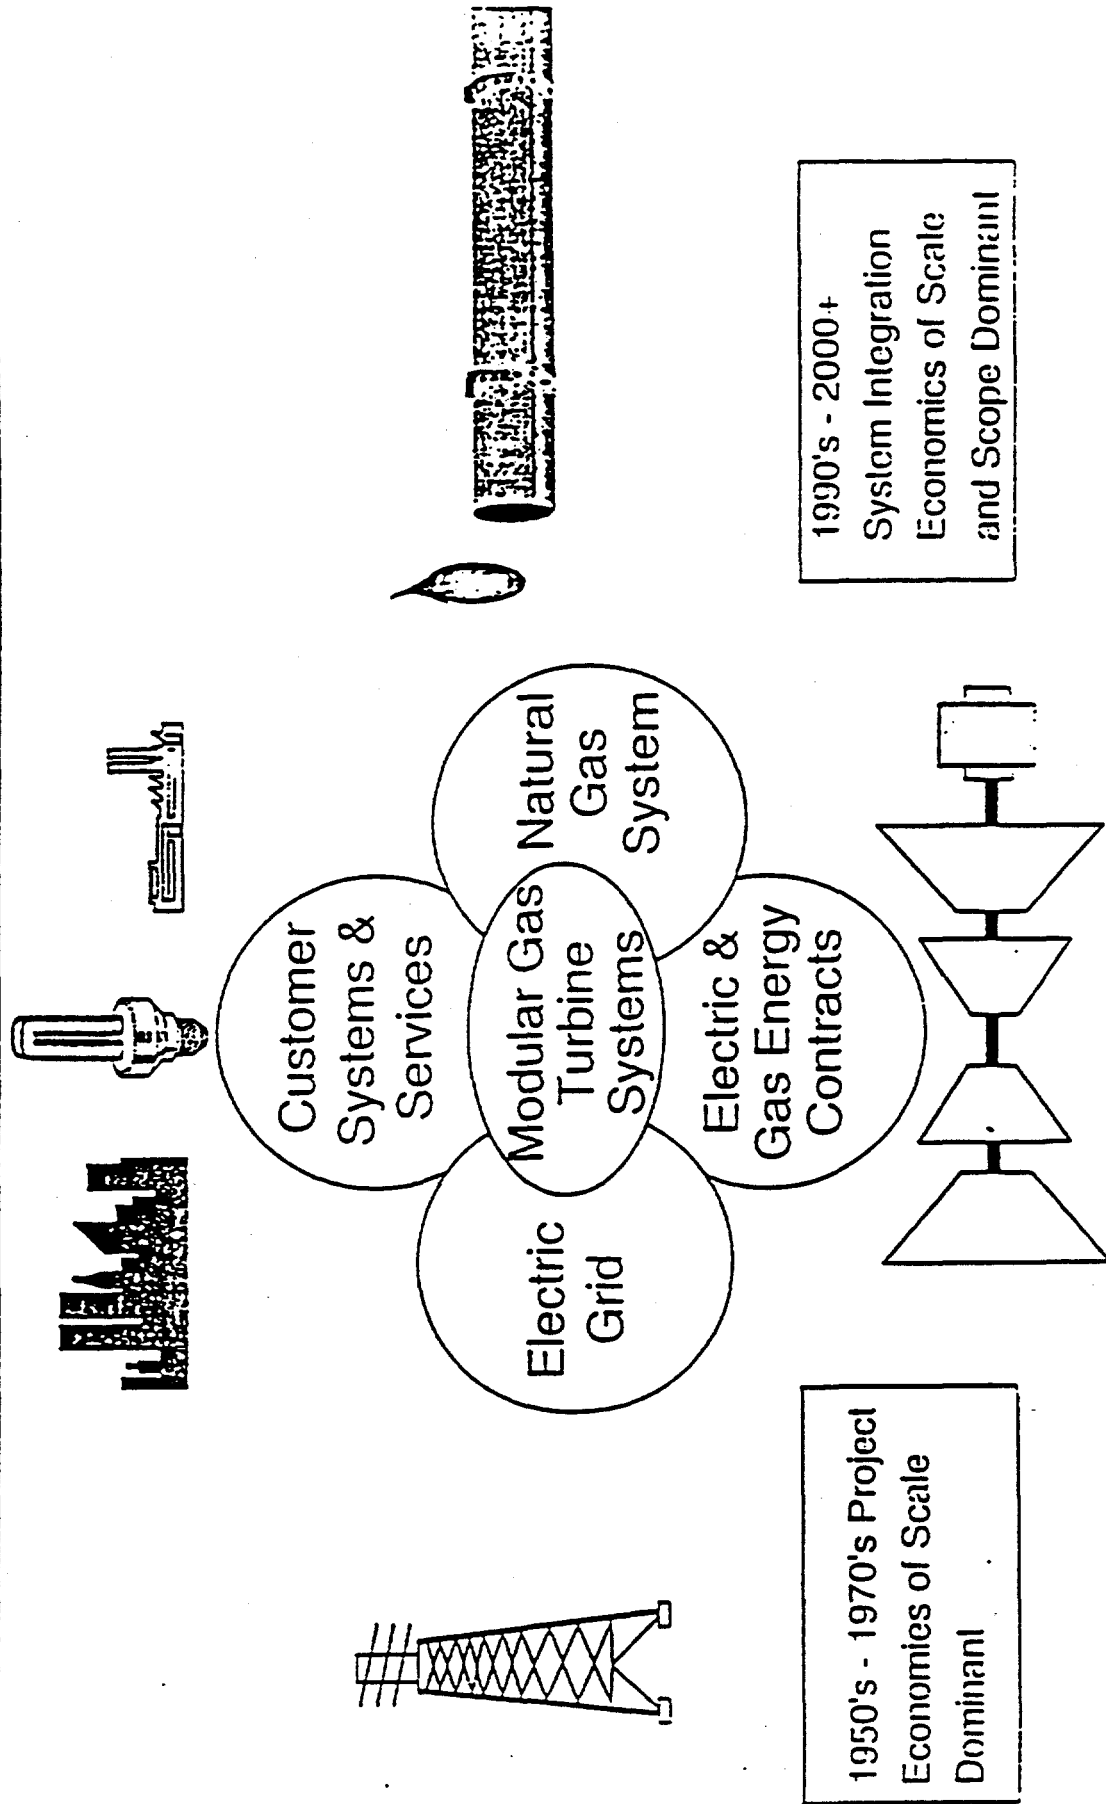 Customer
Systems &
Services
Electric
Grid
Modular Gas
Turbine
Systems
Natural
Gas
System
Electric &
Gas Energy
Contracts
1950's - 1970's Project
Economies of Scale
Dominant
1990's - 2000+
System Integration
Economics of Scale
and Scope Dominant